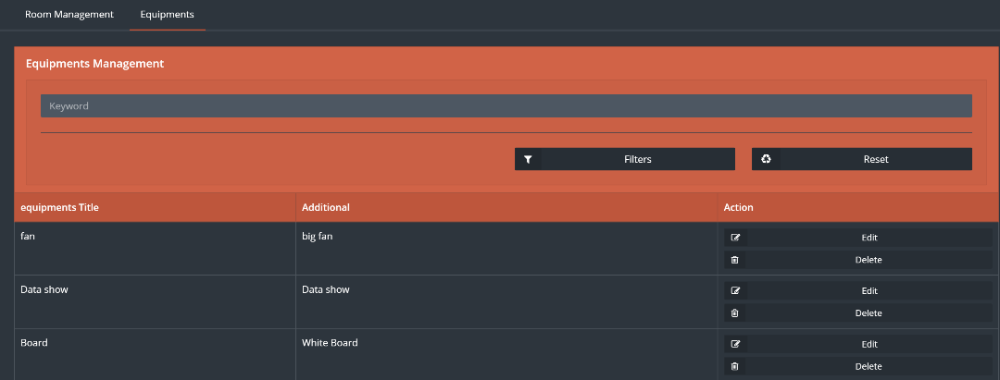 Room Management Equipments
Equipments Management
Keyword
Filters Reset
equipments Title Additional Action
fan big fan Edit
Delete
Data show Data show Edit
Delete
Board White Board Edit
Delete